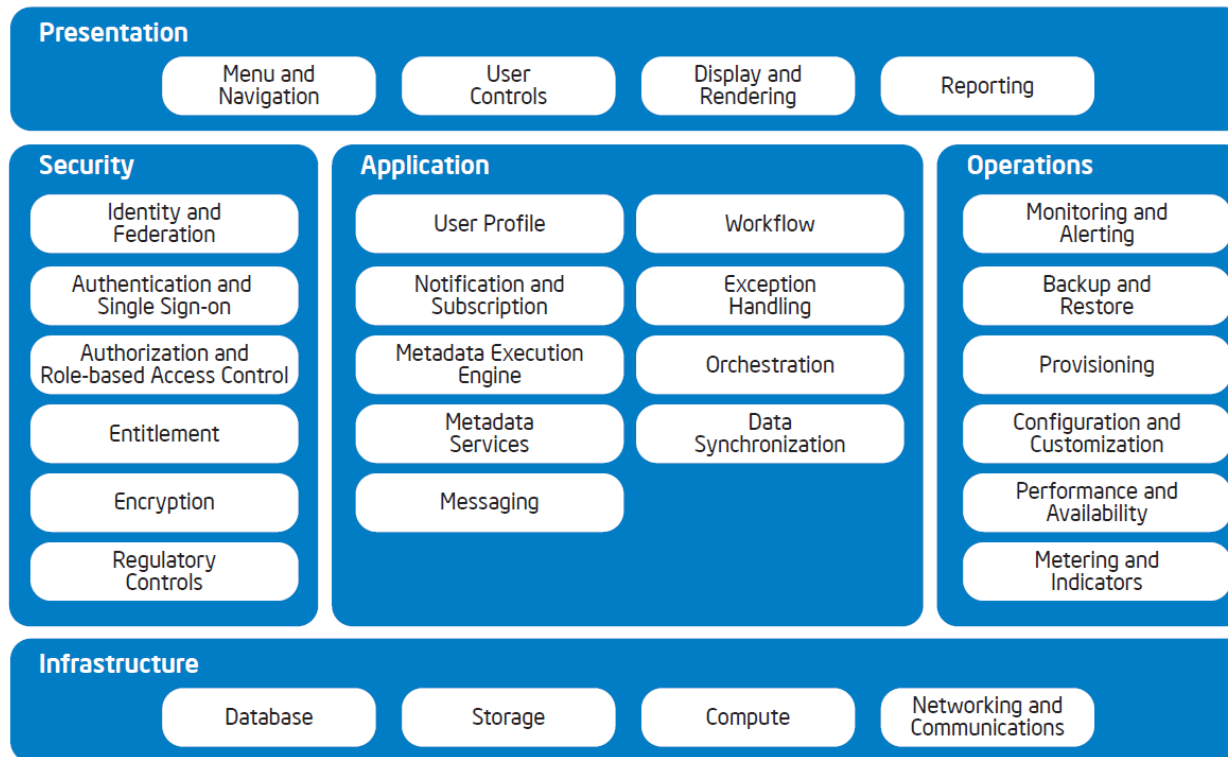 Presentation
Menu and
Navigation
User
Controls
Display and
Rendering
Reporting
Security
Identity and
Federation
Authentication and
Single Sign-on
Authorization and
Role-based Access Control
Entitlement
Encryption
Regulatory
Controls
Application
User Profile
Workflow
Notification and
Subscription
Exception
Handling
Metadata Execution
Engine
Orchestration
Metadata
Services
Data
Synchronization
Messaging
Operations
Monitoring and
Alerting
Backup and
Restore
Provisioning
Configuration and
Customization
Performance and
Availability
Metering and
Indicators
Infrastructure
Database
Storage
Compute
Networking and
Communications